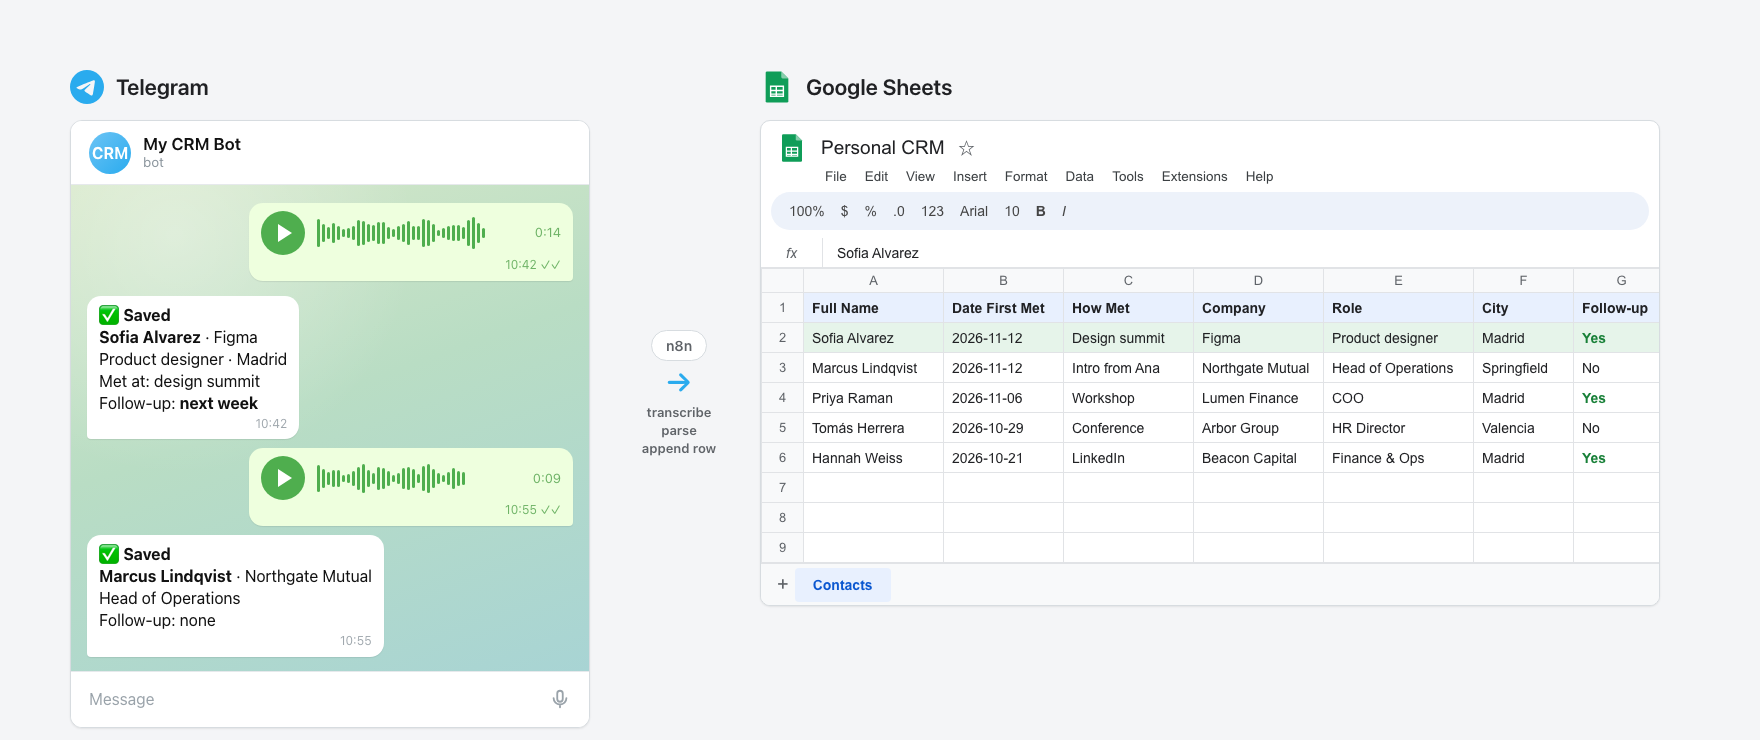 Telegram
CRM
My CRM Bot
bot
0:14
10:42 ✓✓
✅ Saved
Sofia Alvarez · Figma
Product designer · Madrid
Met at: design summit
Follow-up: next week
10:42
0:09
10:55 ✓✓
✅ Saved
Marcus Lindqvist · Northgate Mutual
Head of Operations
Follow-up: none
10:55
Message
n8n
→
transcribe
parse
append row
Google Sheets
Personal CRM ☆
File Edit View Insert Format Data Tools Extensions Help
100% $ % .0 123 Arial 10 B I
fx Sofia Alvarez
A B C D E F G
1 Full Name Date First Met How Met Company Role City Follow-up
2 Sofia Alvarez 2026-11-12 Design summit Figma Product designer Madrid Yes
3 Marcus Lindqvist 2026-11-12 Intro from Ana Northgate Mutual Head of Operations Springfield No
4 Priya Raman 2026-11-06 Workshop Lumen Finance COO Madrid Yes
5 Tomás Herrera 2026-10-29 Conference Arbor Group HR Director Valencia No
6 Hannah Weiss 2026-10-21 LinkedIn Beacon Capital Finance & Ops Madrid Yes
7
8
9
+ Contacts